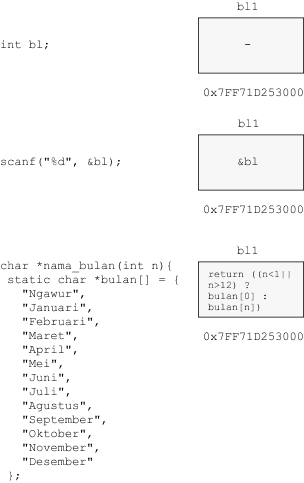 bl1
int bl;
-
0x7FF71D253000
bl1
scanf("%d", &bl);
&bl
0x7FF71D253000
bl1
char *nama_bulan(int n){
static char *bulan[] = {
"Ngawur",
"Januari",
"Februari",
"Maret",
"April",
"Mei",
"Juni",
"Juli",
"Agustus",
"September",
"Oktober",
"November",
"Desember"
};
return ((n<1||
n>12) ?
bulan[0] :
bulan[n])
0x7FF71D253000